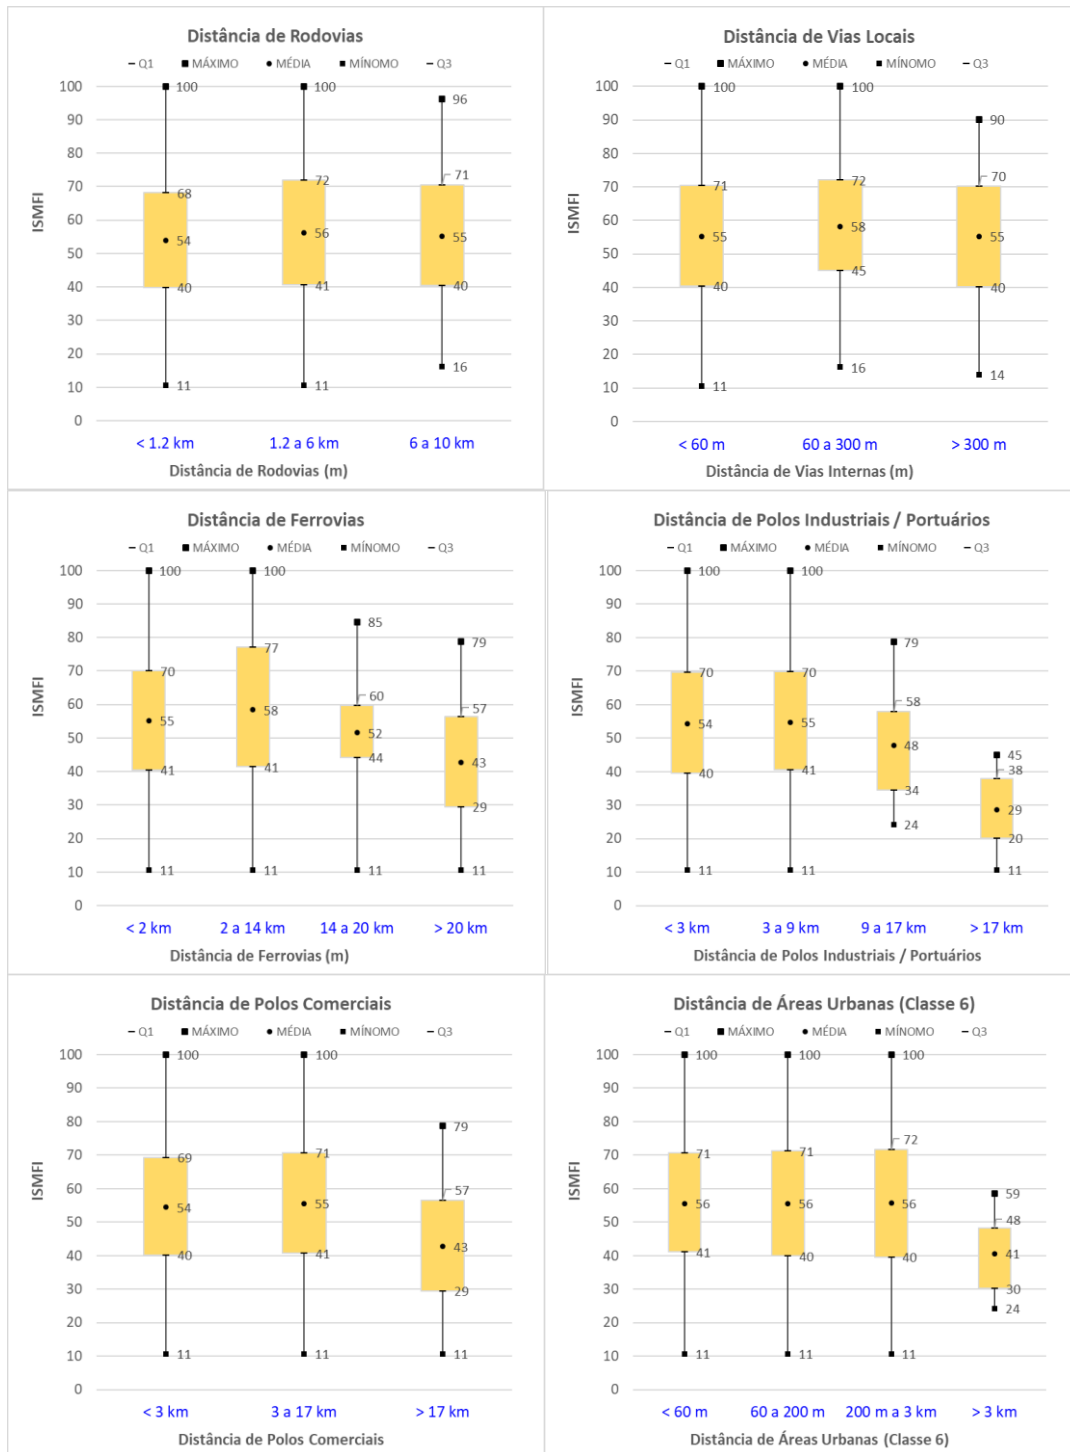 Distância de Rodovias
– Q1 ■ MÁXIMO ● MÉDIA ■ MÍNOMO – Q3
ISMFI
100
90
80
70
60
50
40
30
20
10
0
100 100 96
68 72 71
54 56 55
40 41 40
11 11 16
< 1.2 km 1.2 a 6 km 6 a 10 km
Distância de Rodovias (m)
Distância de Vias Locais
– Q1 ■ MÁXIMO ● MÉDIA ■ MÍNOMO – Q3
ISMFI
100
90
80
70
60
50
40
30
20
10
0
100 100 90
71 72 70
55 58 55
40 45 40
11 16 14
< 60 m 60 a 300 m > 300 m
Distância de Vias Internas (m)
Distância de Ferrovias
– Q1 ■ MÁXIMO ● MÉDIA ■ MÍNOMO – Q3
ISMFI
100
90
80
70
60
50
40
30
20
10
0
100 100 85 79
70 77 60 57
55 58 52 43
41 41 44 29
11 11 11 11
< 2 km 2 a 14 km 14 a 20 km > 20 km
Distância de Ferrovias (m)
Distância de Polos Industriais / Portuários
– Q1 ■ MÁXIMO ● MÉDIA ■ MÍNOMO – Q3
ISMFI
100
90
80
70
60
50
40
30
20
10
0
100 100 79 45
70 70 58 38
54 55 48 29
40 41 34 20
11 11 24 11
< 3 km 3 a 9 km 9 a 17 km > 17 km
Distância de Polos Industriais / Portuários
Distância de Polos Comerciais
– Q1 ■ MÁXIMO ● MÉDIA ■ MÍNOMO – Q3
ISMFI
100
90
80
70
60
50
40
30
20
10
0
100 100 79
69 71 57
54 55 43
40 41 29
11 11 11
< 3 km 3 a 17 km > 17 km
Distância de Polos Comerciais
Distância de Áreas Urbanas (Classe 6)
– Q1 ■ MÁXIMO ● MÉDIA ■ MÍNOMO – Q3
ISMFI
100
90
80
70
60
50
40
30
20
10
0
100 100 100 59
71 71 72 48
56 56 56 41
41 40 40 30
11 11 11 24
< 60 m 60 a 200 m 200 m a 3 km > 3 km
Distância de Áreas Urbanas (Classe 6)